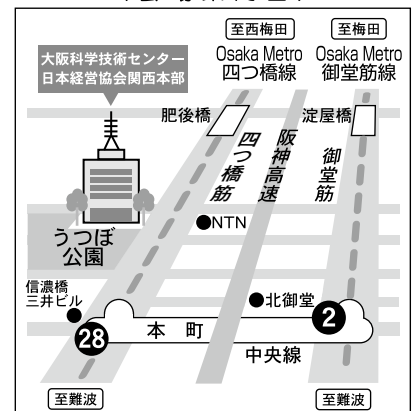 至西梅田
至梅田
大阪科学技術センター
日本経営協会関西本部
Osaka Metro
四つ橋線
Osaka Metro
御堂筋線
肥後橋
淀屋橋
四つ橋筋
阪神高速
御堂筋
NTN
うつぼ
公園
信濃橋
三井ビル
北御堂
2
28
本町
中央線
至難波
至難波